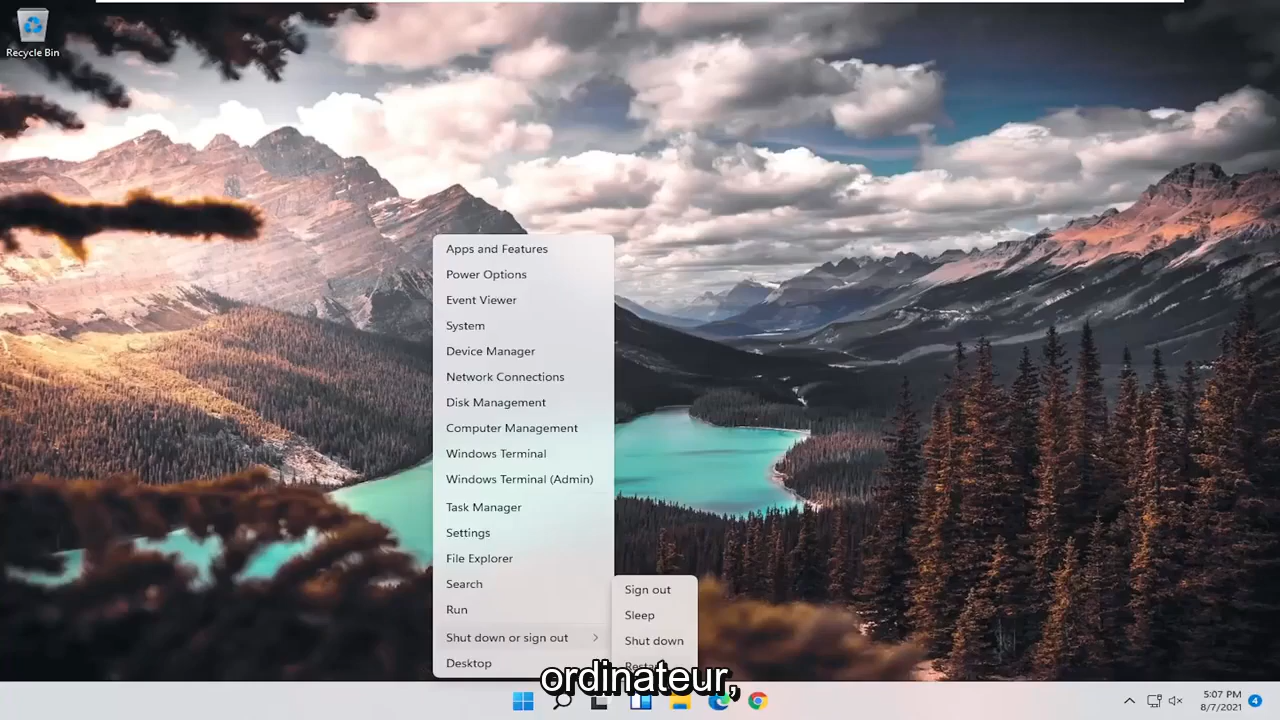 Recycle Bin
Apps and Features
Power Options
Event Viewer
System
Device Manager
Network Connections
Disk Management
Computer Management
Windows Terminal
Windows Terminal (Admin)
Task Manager
Settings
File Explorer
Search
Run
Shut down or sign out
Desktop
Sign out
Sleep
Shut down
Restart
ordinateur,
5:07 PM
8/7/2021
4